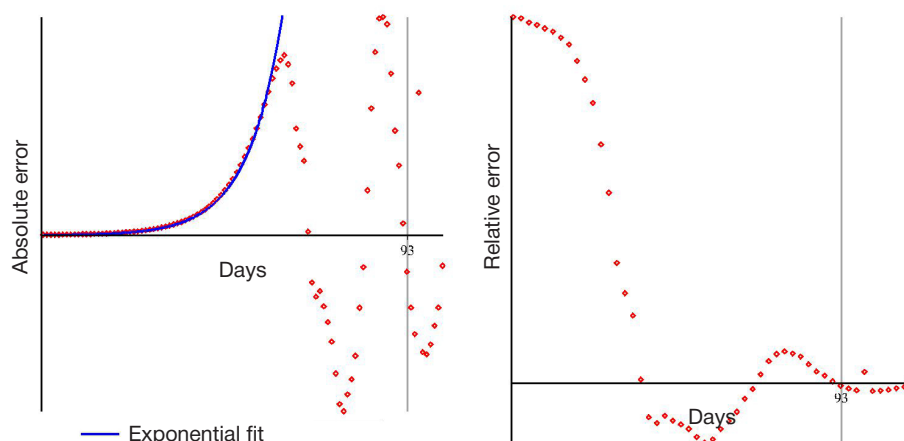 Absolute error
Days
93
Exponential fit
Relative error
Days
93